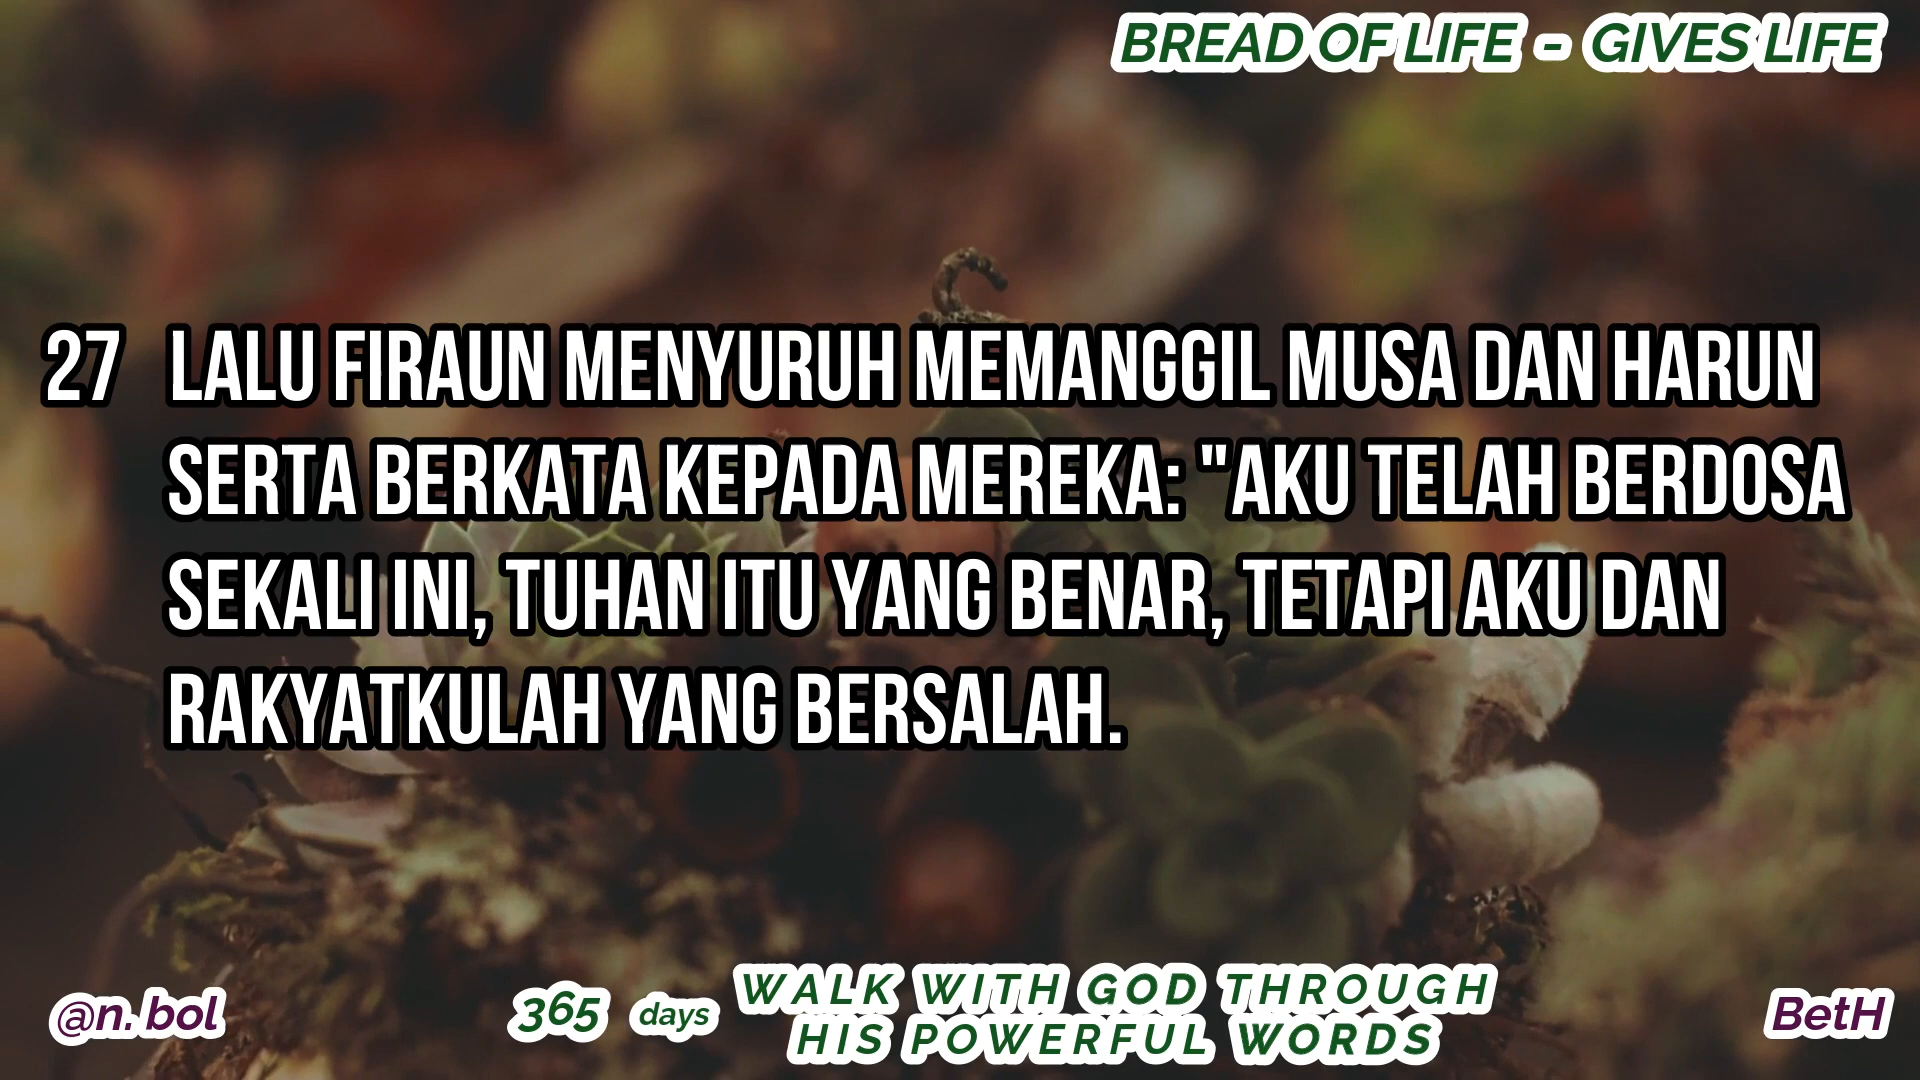 BREAD OF LIFE - GIVES LIFE
27 LALU FIRAUN MENYURUH MEMANGGIL MUSA DAN HARUN
SERTA BERKATA KEPADA MEREKA: "AKU TELAH BERDOSA
SEKALI INI, TUHAN ITU YANG BENAR, TETAPI AKU DAN
RAKYATKULAH YANG BERSALAH.
@n.bol
365 days
WALK WITH GOD THROUGH
HIS POWERFUL WORDS
BetH